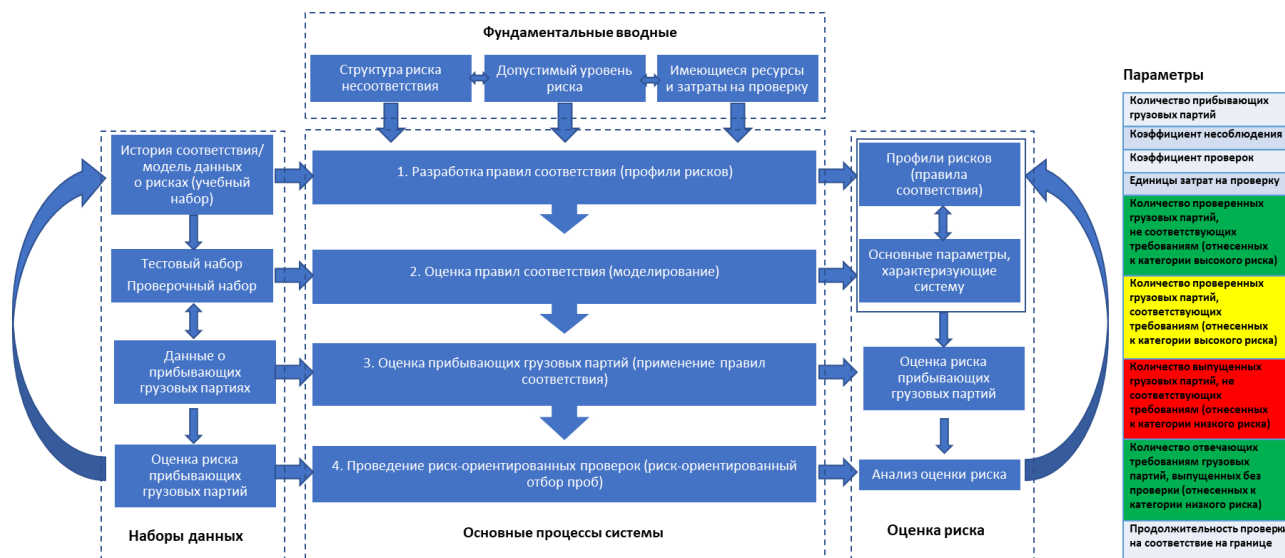 Фундаментальные вводные
Структура риска
несоответствия
Допустимый уровень
риска
Имеющиеся ресурсы
и затраты на проверку
История соответствия/
модель данных
о рисках (учебный
набор)
Тестовый набор
Проверочный набор
Данные о
прибывающих
грузовых партиях
Оценка риска
прибывающих
грузовых партий
Наборы данных
1. Разработка правил соответствия (профили рисков)
2. Оценка правил соответствия (моделирование)
3. Оценка прибывающих грузовых партий (применение правил
соответствия)
4. Проведение риск-ориентированных проверок (риск-ориентированный
отбор проб)
Основные процессы системы
Профили рисков
(правила
соответствия)
Основные параметры,
характеризующие
систему
Оценка риска
прибывающих
грузовых партий
Анализ оценки риска
Оценка риска
Параметры
Количество прибывающих
грузовых партий
Коэффициент несоблюдения
Коэффициент проверок
Единицы затрат на проверку
Количество проверенных
грузовых партий,
не соответствующих
требованиям (отнесенных
к категории высокого риска)
Количество проверенных
грузовых партий,
соответствующих
требованиям (отнесенных
к категории высокого риска)
Количество выпущенных
грузовых партий, не
соответствующих
требованиям (отнесенных
к категории низкого риска)
Количество отвечающих
требованиям грузовых
партий, выпущенных без
проверки (отнесенных к
категории низкого риска)
Продолжительность проверки
на соответствие на границе